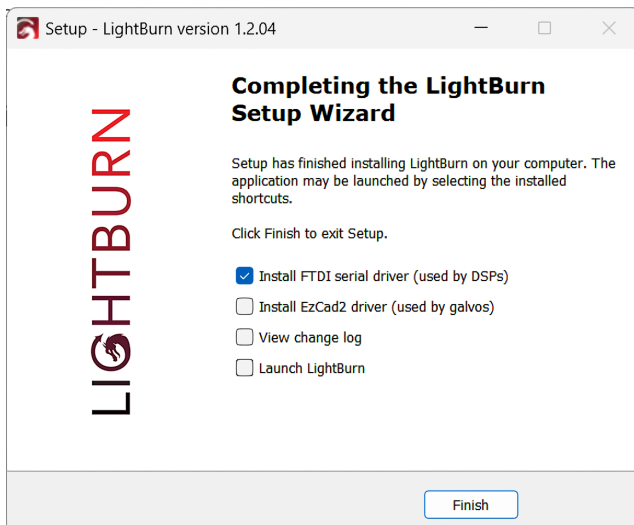 Setup - LightBurn version 1.2.04
LIGHTBURN
Completing the LightBurn
Setup Wizard
Setup has finished installing LightBurn on your computer. The
application may be launched by selecting the installed
shortcuts.
Click Finish to exit Setup.
Install FTDI serial driver (used by DSPs)
Install EzCad2 driver (used by galvos)
View change log
Launch LightBurn
Finish